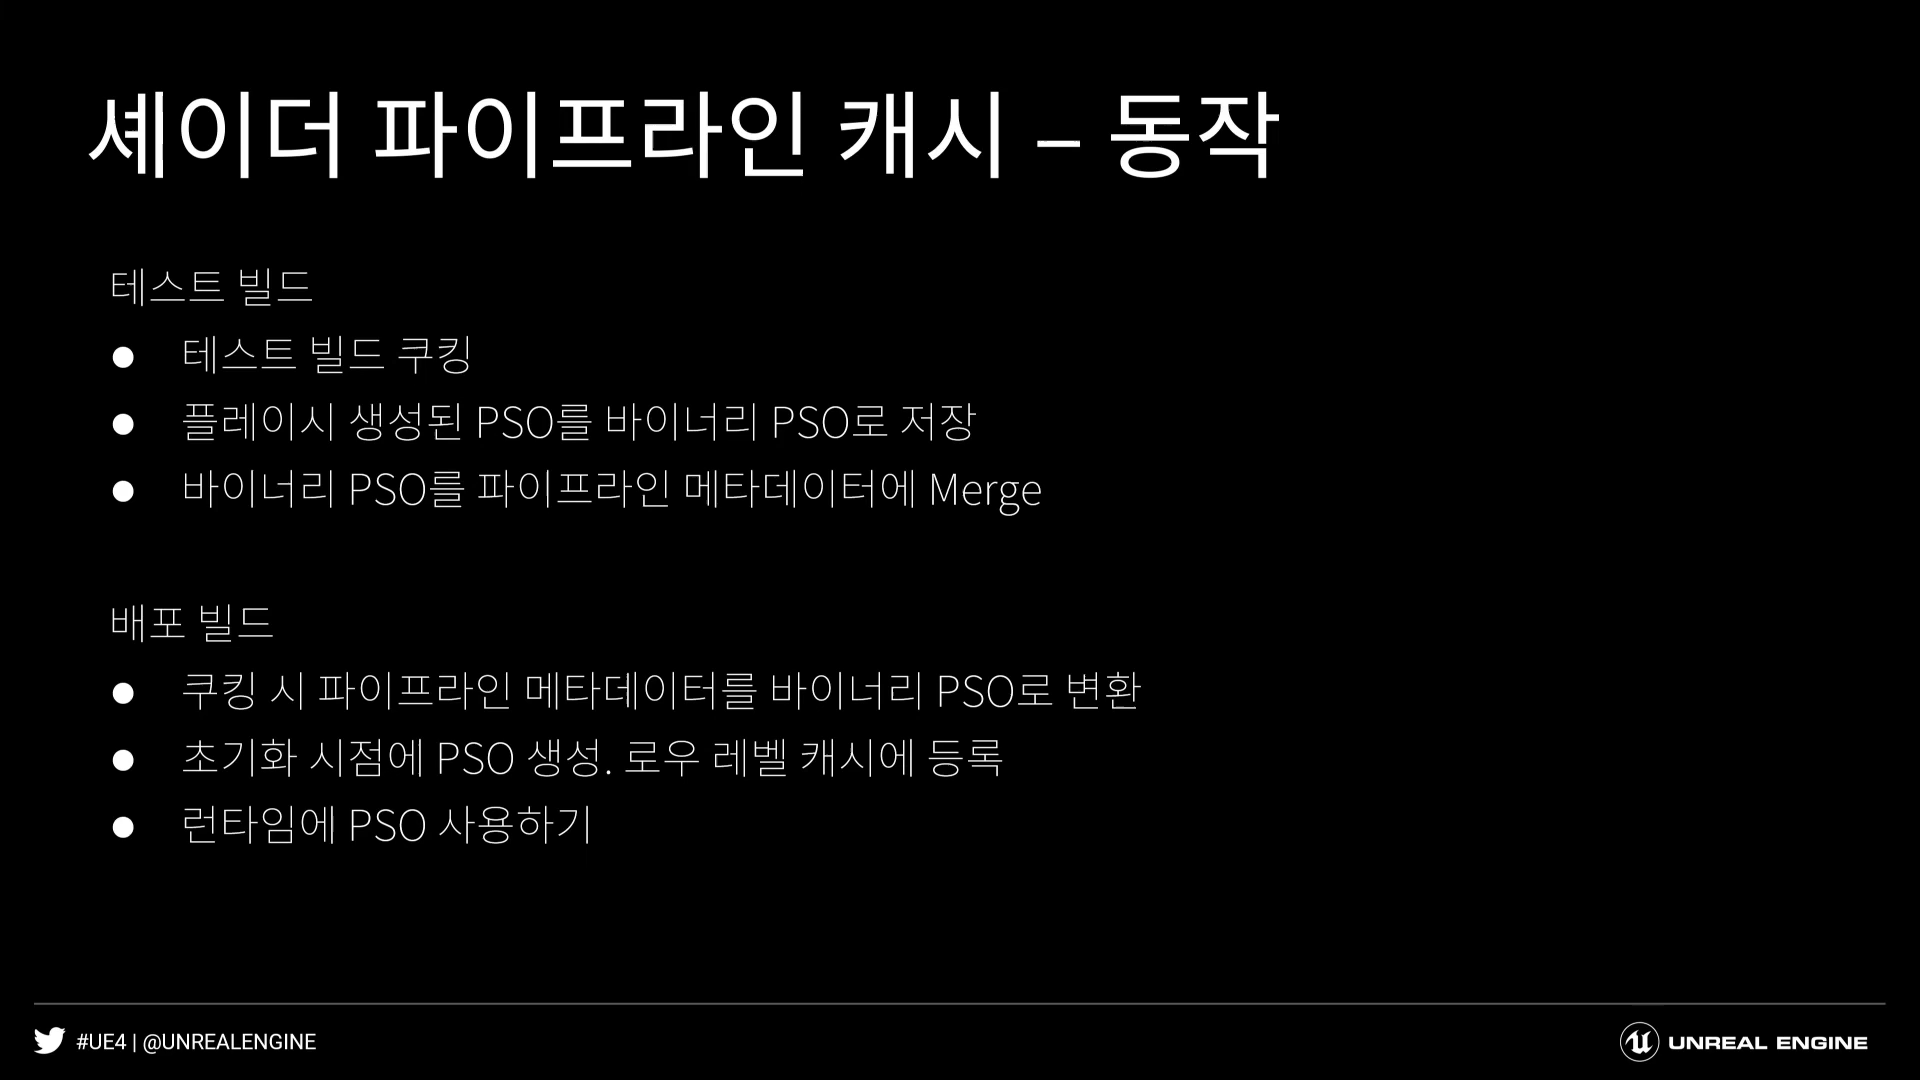 셰이더 파이프라인 캐시 – 동작
테스트 빌드
● 테스트 빌드 쿠킹
● 플레이시 생성된 PSO를 바이너리 PSO로 저장
● 바이너리 PSO를 파이프라인 메타데이터에 Merge
배포 빌드
● 쿠킹 시 파이프라인 메타데이터를 바이너리 PSO로 변환
● 초기화 시점에 PSO 생성. 로우 레벨 캐시에 등록
● 런타임에 PSO 사용하기
#UE4 | @UNREALENGINE
UNREAL ENGINE